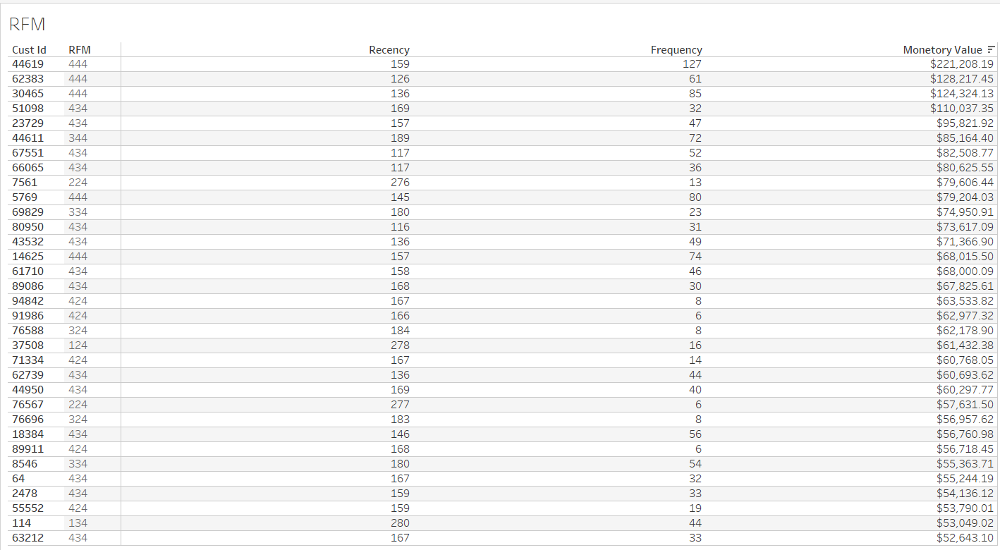 RFM
Cust Id RFM Recency Frequency Monetory Value
44619 444 159 127 $221,208.19
62383 444 126 61 $128,217.45
30465 444 136 85 $124,324.13
51098 434 169 32 $110,037.35
23729 434 157 47 $95,821.92
44611 344 189 72 $85,164.40
67551 434 117 52 $82,508.77
66065 434 117 36 $80,625.55
7561 224 276 13 $79,606.44
5769 444 145 80 $79,204.03
69829 334 180 23 $74,950.91
80950 434 116 31 $73,617.09
43532 434 136 49 $71,366.90
14625 444 157 74 $68,015.50
61710 434 158 46 $68,000.09
89086 434 168 30 $67,825.61
94842 424 167 8 $63,533.82
91986 424 166 6 $62,977.32
76588 324 184 8 $62,178.90
37508 124 278 16 $61,432.38
71334 424 167 14 $60,768.05
62739 434 136 44 $60,693.62
44950 434 169 40 $60,297.77
76567 224 277 6 $57,631.50
76696 324 183 8 $56,957.62
18384 434 146 56 $56,760.98
89911 424 168 6 $56,718.45
8546 334 180 54 $55,363.71
64 434 167 32 $55,244.19
2478 434 159 33 $54,136.12
55552 424 159 19 $53,790.01
114 134 280 44 $53,049.02
63212 434 167 33 $52,643.10